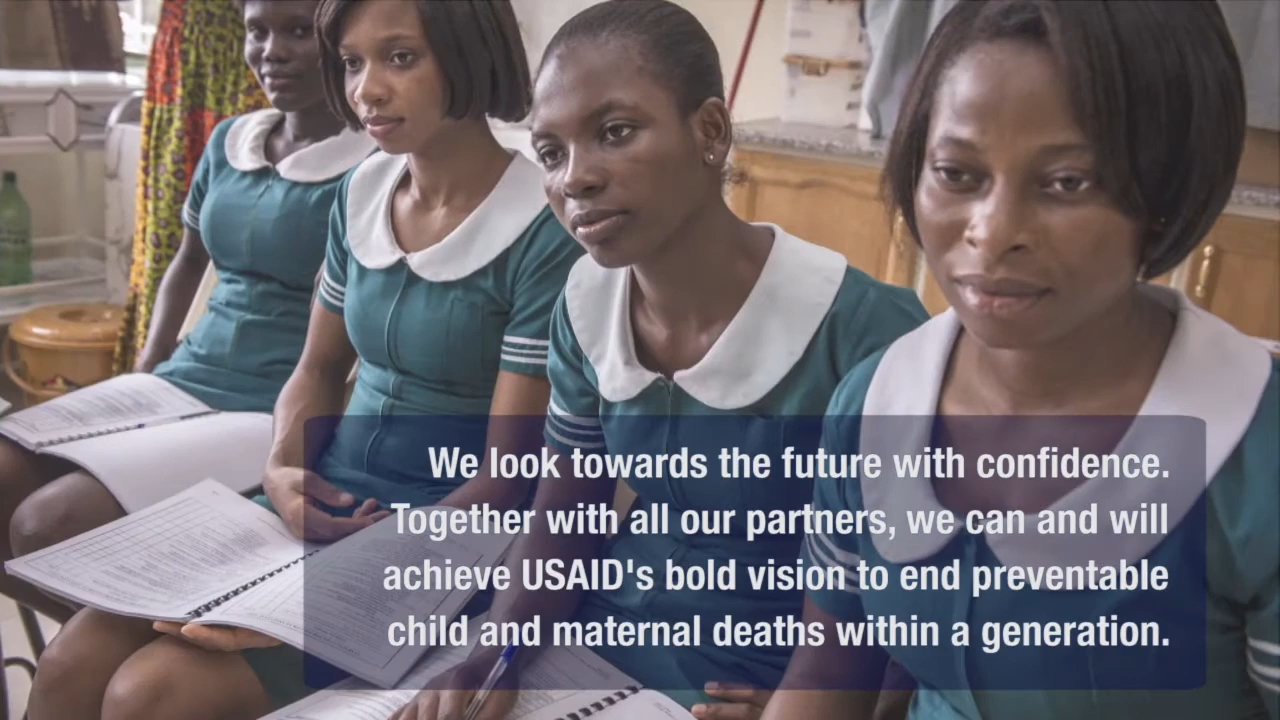 We look towards the future with confidence.
Together with all our partners, we can and will
achieve USAID's bold vision to end preventable
child and maternal deaths within a generation.